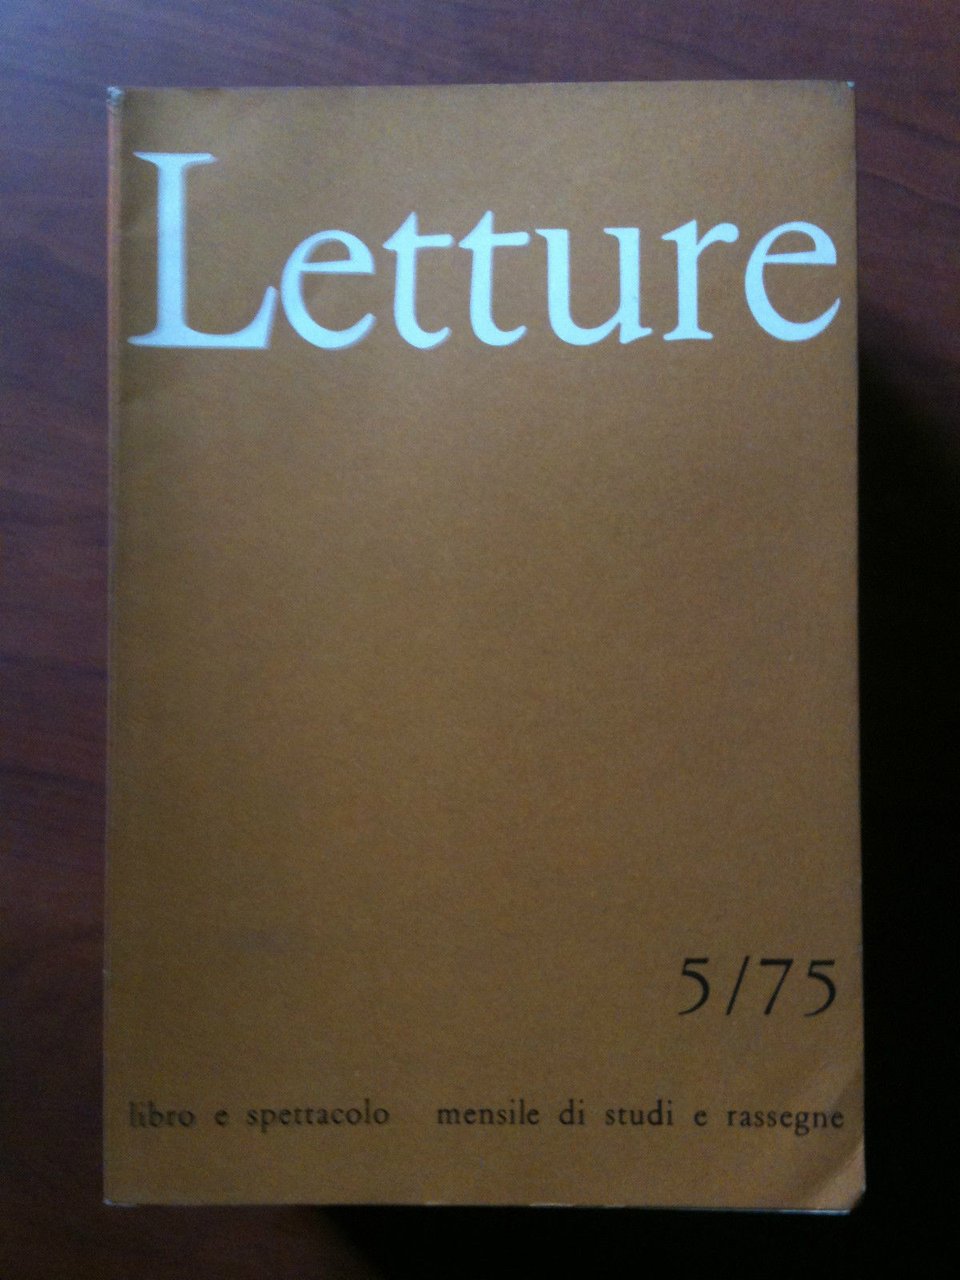 Letture
5/75
libro e spettacolo mensile di studi e rassegne